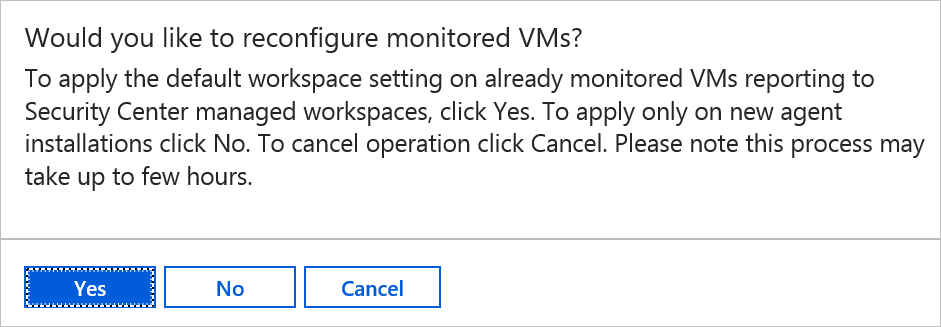 Would you like to reconfigure monitored VMs?
To apply the default workspace setting on already monitored VMs reporting to
Security Center managed workspaces, click Yes. To apply only on new agent
installations click No. To cancel operation click Cancel. Please note this process may
take up to few hours.
Yes
No
Cancel